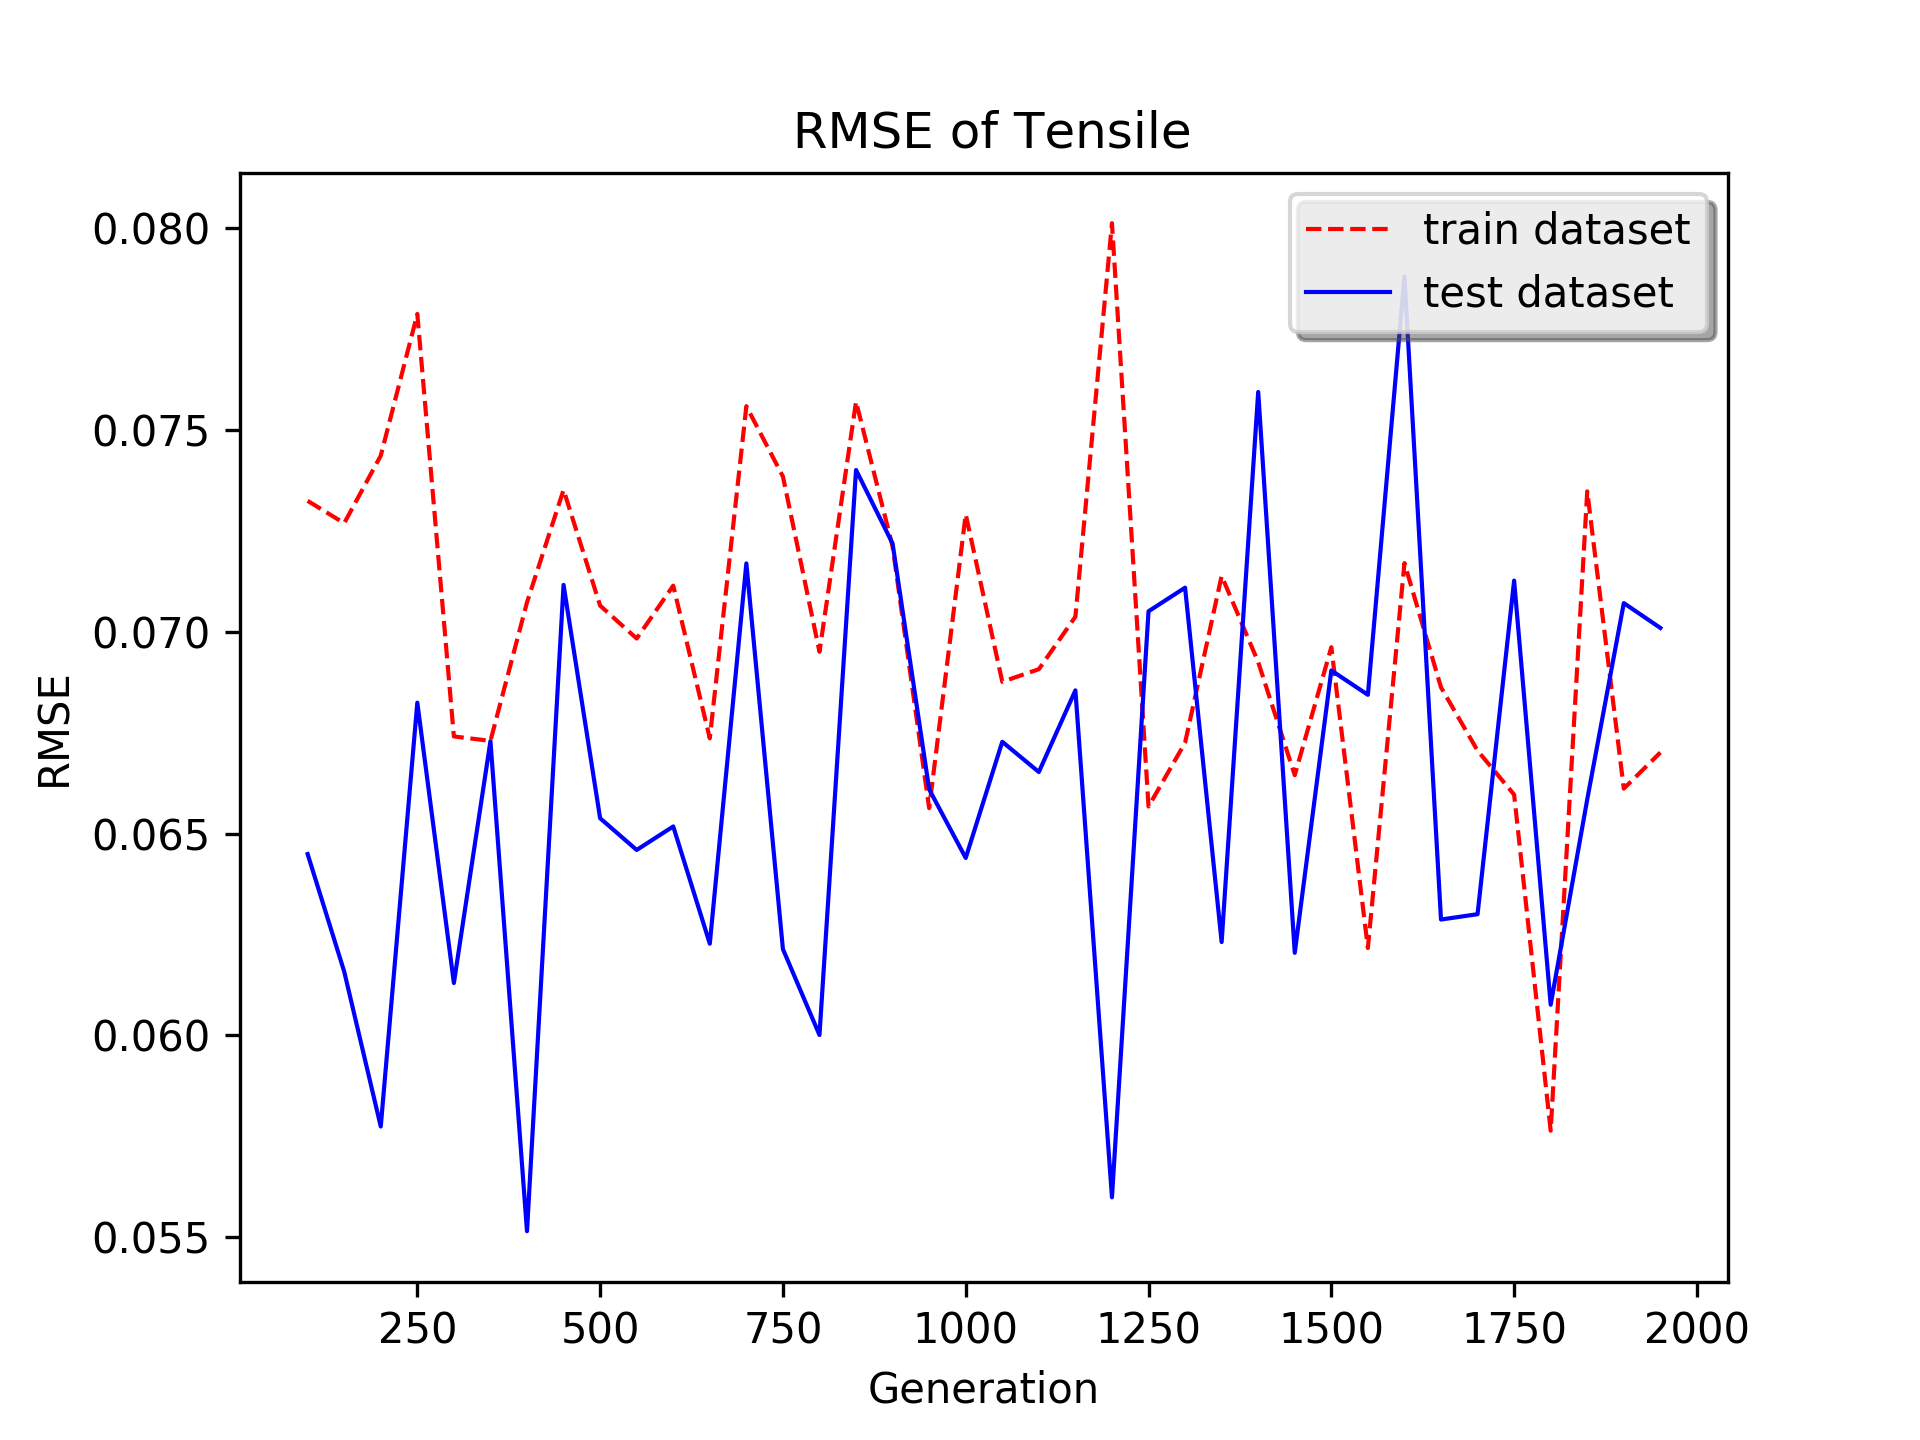 RMSE of Tensile
train dataset
test dataset
0.080
0.075
0.070
0.065
0.060
0.055
RMSE
250 500 750 1000 1250 1500 1750 2000
Generation